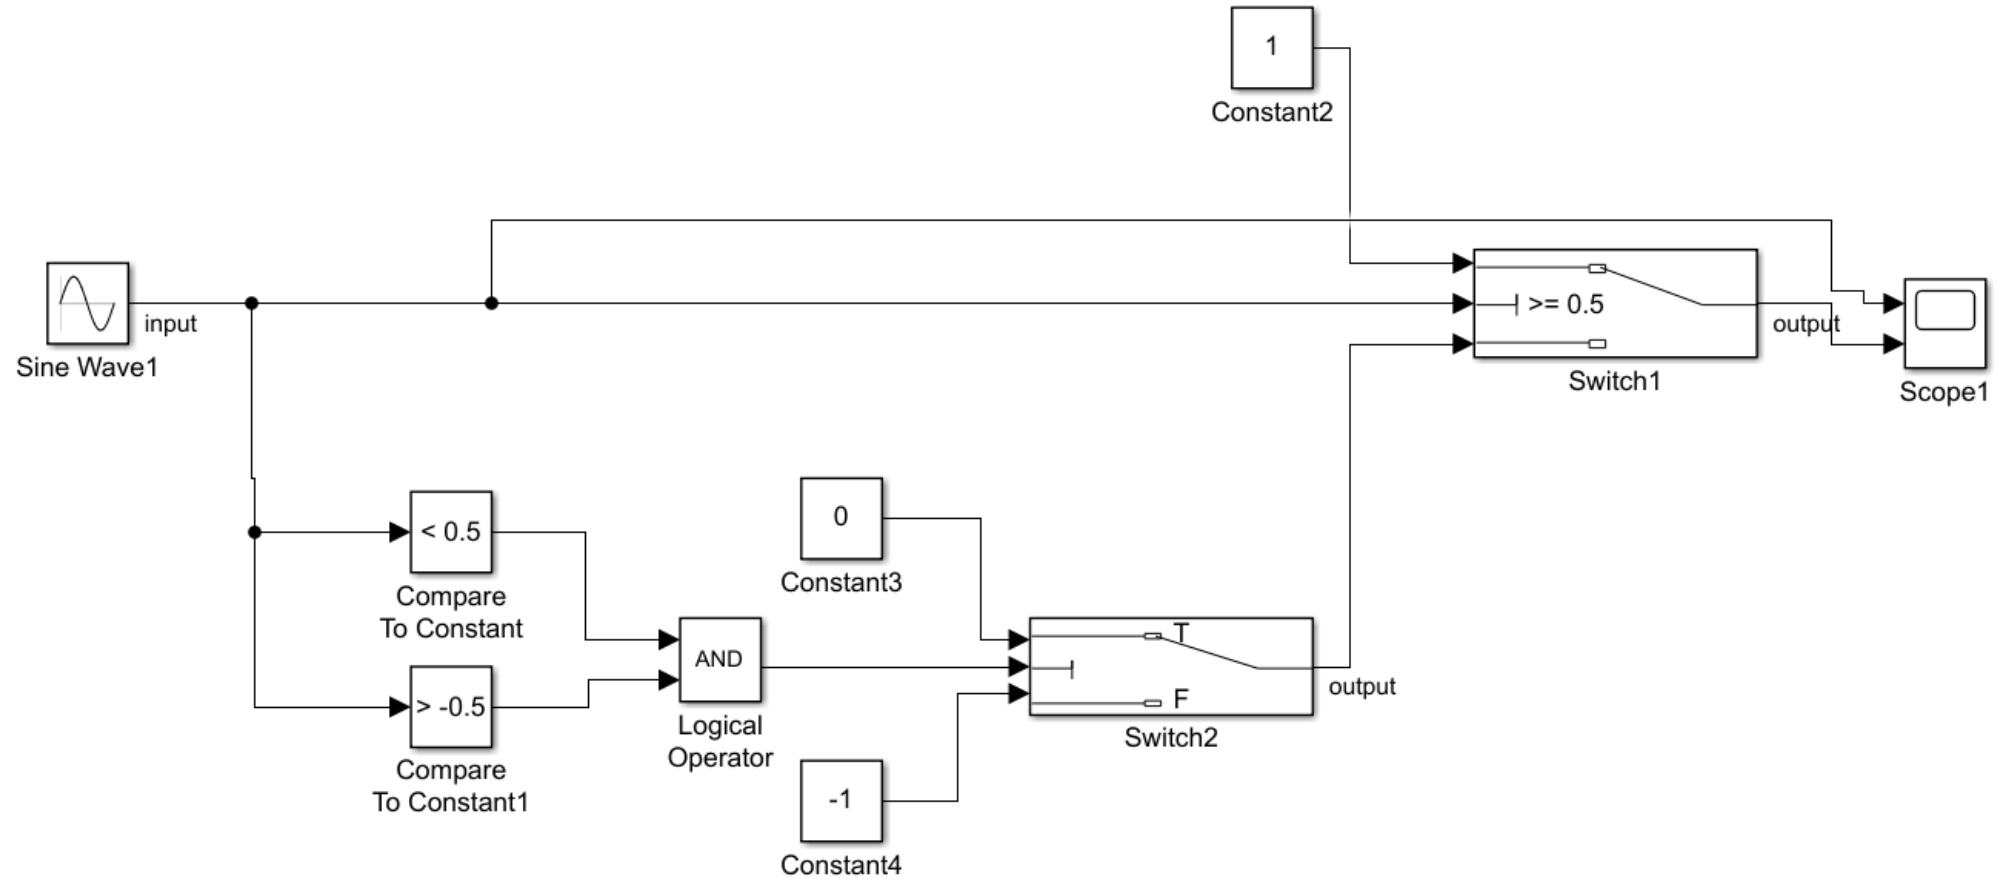 1
Constant2
input
Sine Wave1
>= 0.5
output
Switch1
Scope1
< 0.5
Compare
To Constant
0
Constant3
AND
Logical
Operator
T
F
output
Switch2
> -0.5
Compare
To Constant1
-1
Constant4